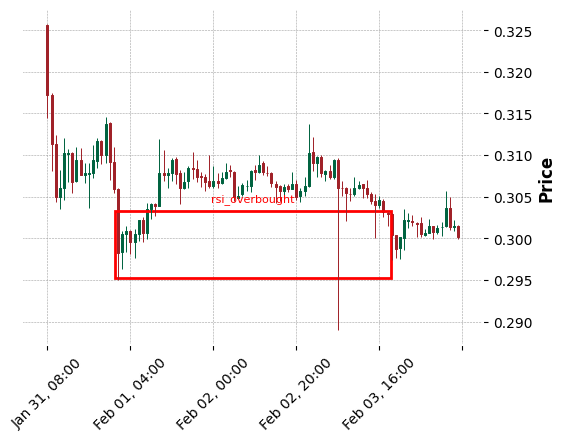 0.325
0.320
0.315
0.310
0.305
0.300
0.295
0.290
Price
rsi_overbought
Jan 31, 08:00
Feb 01, 04:00
Feb 02, 00:00
Feb 02, 20:00
Feb 03, 16:00